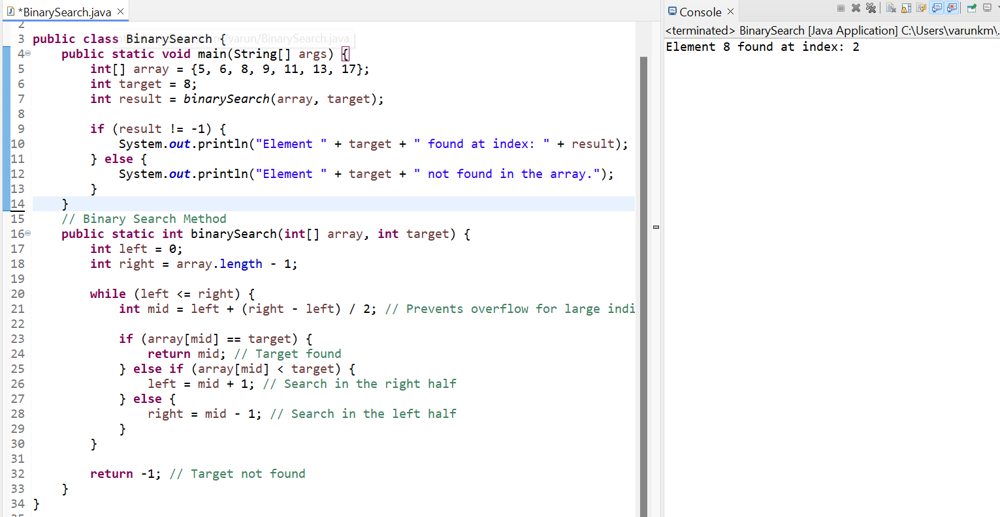 *BinarySearch.java
2
3 public class BinarySearch {
4 public static void main(String[] args) {
5 int[] array = {5, 6, 8, 9, 11, 13, 17};
6 int target = 8;
7 int result = binarySearch(array, target);
8
9 if (result != -1) {
10 System.out.println("Element " + target + " found at index: " + result);
11 } else {
12 System.out.println("Element " + target + " not found in the array.");
13 }
14 }
15 // Binary Search Method
16 public static int binarySearch(int[] array, int target) {
17 int left = 0;
18 int right = array.length - 1;
19
20 while (left <= right) {
21 int mid = left + (right - left) / 2; // Prevents overflow for large indi
22
23 if (array[mid] == target) {
24 return mid; // Target found
25 } else if (array[mid] < target) {
26 left = mid + 1; // Search in the right half
27 } else {
28 right = mid - 1; // Search in the left half
29 }
30 }
31
32 return -1; // Target not found
33 }
34 }
Console
<terminated> BinarySearch [Java Application] C:\Users\varunkm\.
Element 8 found at index: 2